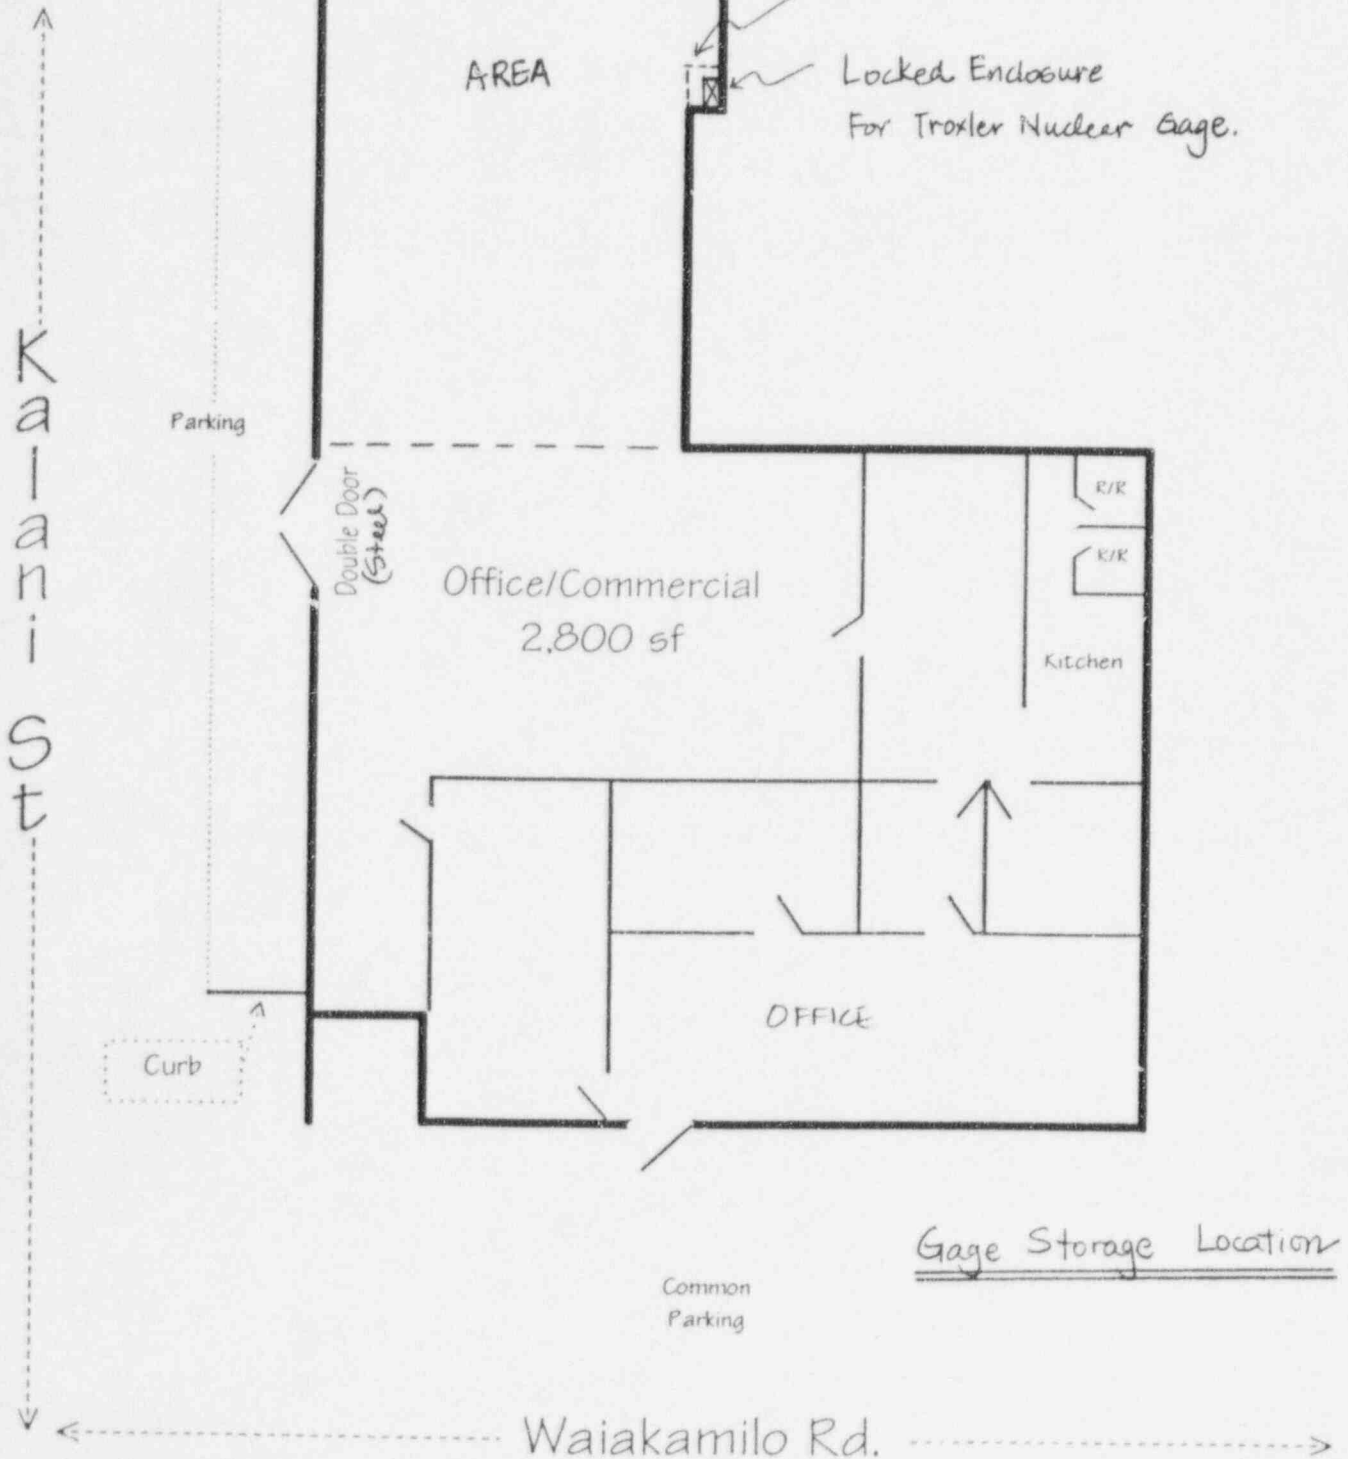 AREA
Locked Enclosure
For Troxler Nuclear Gage.
Kalani St
Parking
Double Door
(Steel)
R/R
R/R
Office/Commercial
2,800 sf
Kitchen
OFFICE
Curb
Gage Storage Location
Common
Parking
Waiakamilo Rd.